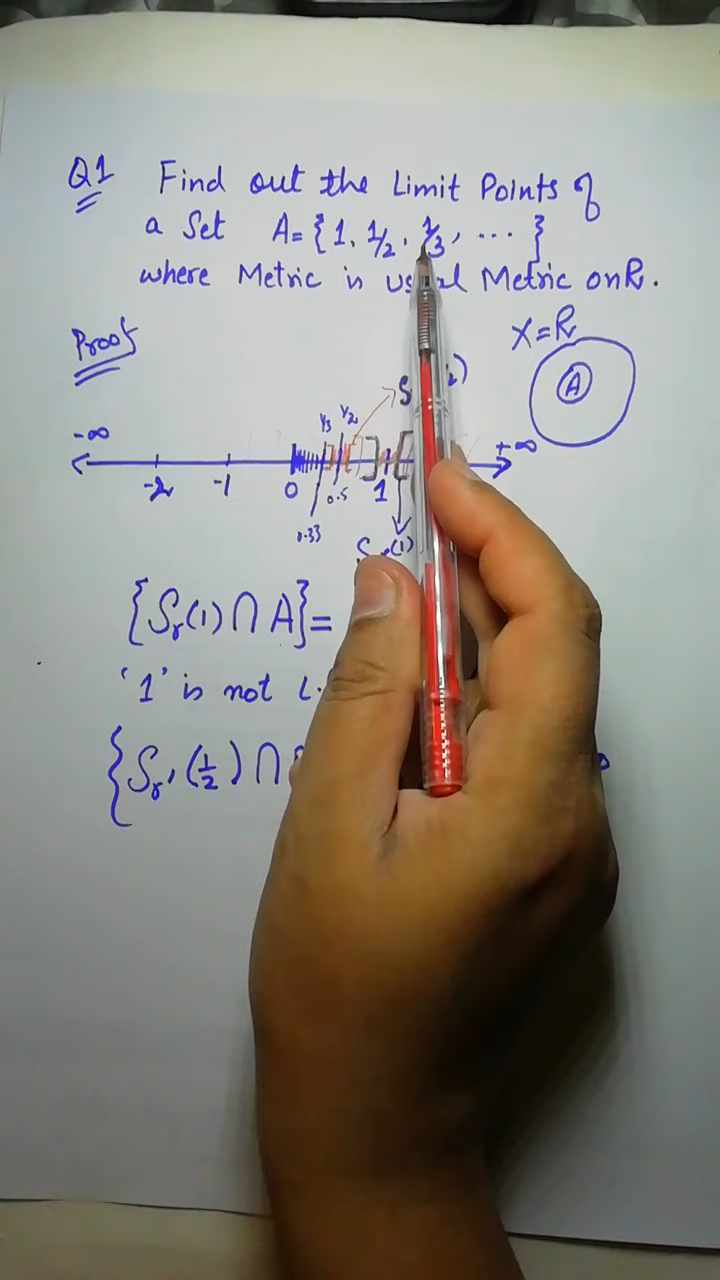 Q1 Find out the Limit Points of
a Set A = {1, 1/2, 1/3, ... }
where Metric is Metric on R.
Proof
X = R
A
-∞ 1/3 1/2 +∞
-2 -1 0 0.5 1
0.33
(1)
{Sr(1) ∩ A} =
'1' is not L.
{Sr'(1/2) ∩